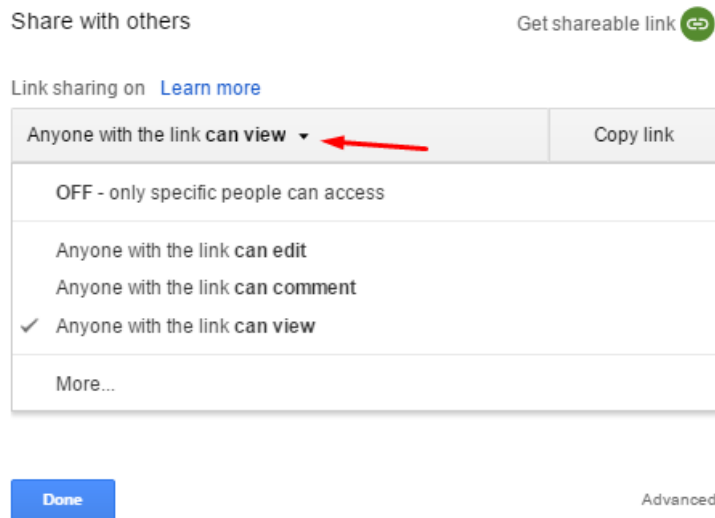 Share with others
Get shareable link
Link sharing on Learn more
Anyone with the link can view
Copy link
OFF - only specific people can access
Anyone with the link can edit
Anyone with the link can comment
Anyone with the link can view
More...
Done
Advanced